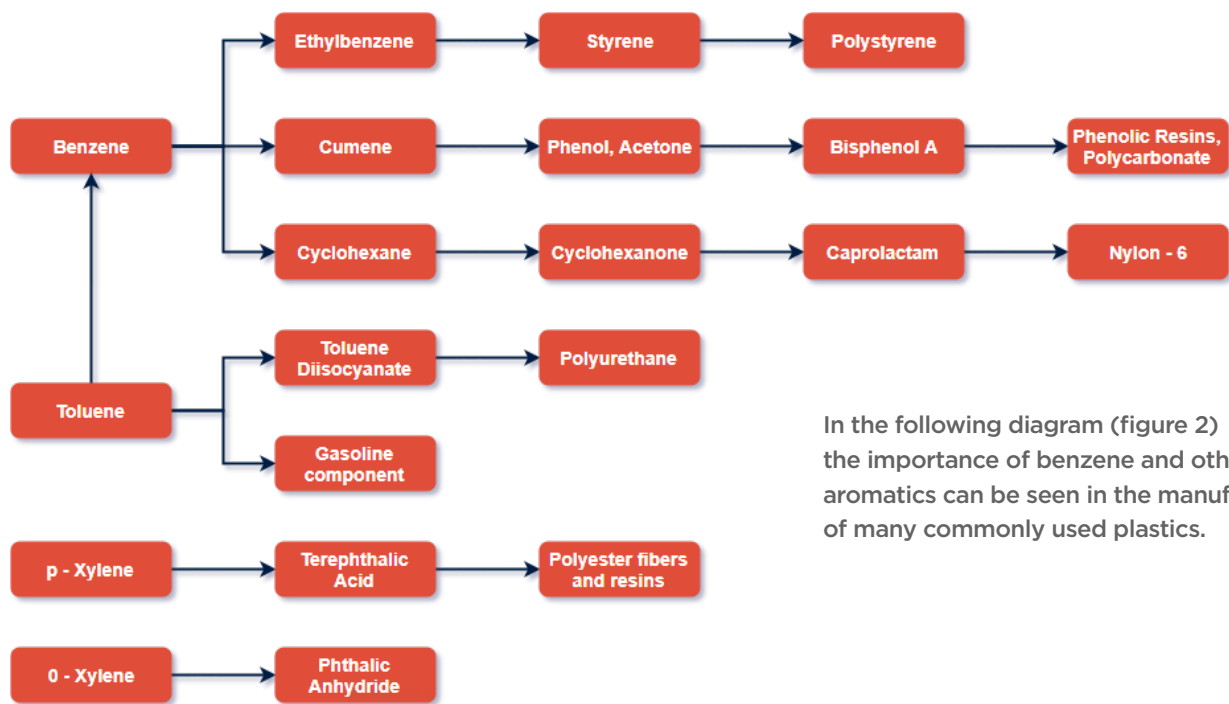 Ethylbenzene
Styrene
Polystyrene
Benzene
Cumene
Phenol, Acetone
Bisphenol A
Phenolic Resins,
Polycarbonate
Cyclohexane
Cyclohexanone
Caprolactam
Nylon - 6
Toluene
Toluene
Diisocyanate
Polyurethane
Gasoline
component
In the following diagram (figure 2)
the importance of benzene and oth
aromatics can be seen in the manuf
of many commonly used plastics.
p - Xylene
Terephthalic
Acid
Polyester fibers
and resins
0 - Xylene
Phthalic
Anhydride